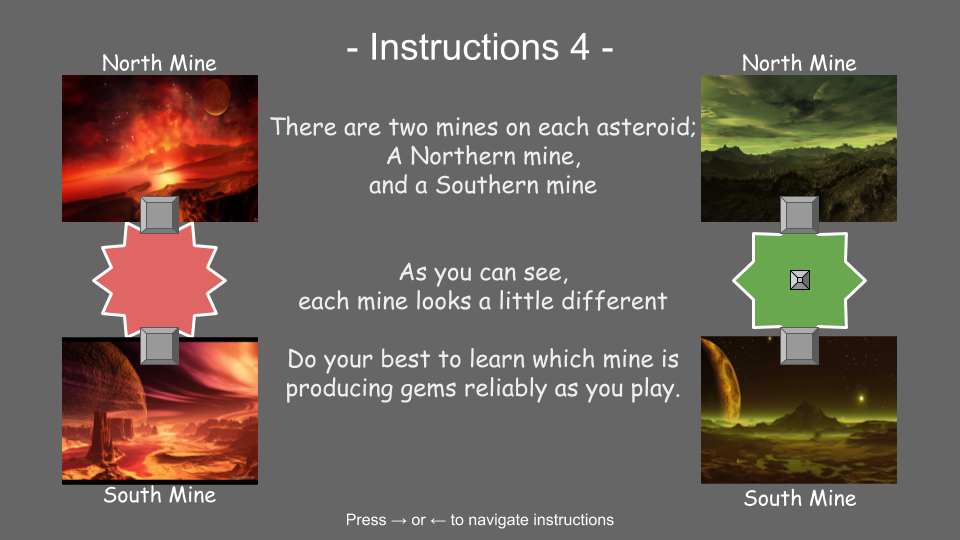 - Instructions 4 -
North Mine
North Mine
There are two mines on each asteroid;
A Northern mine,
and a Southern mine
As you can see,
each mine looks a little different
Do your best to learn which mine is
producing gems reliably as you play.
South Mine
South Mine
Press → or ← to navigate instructions